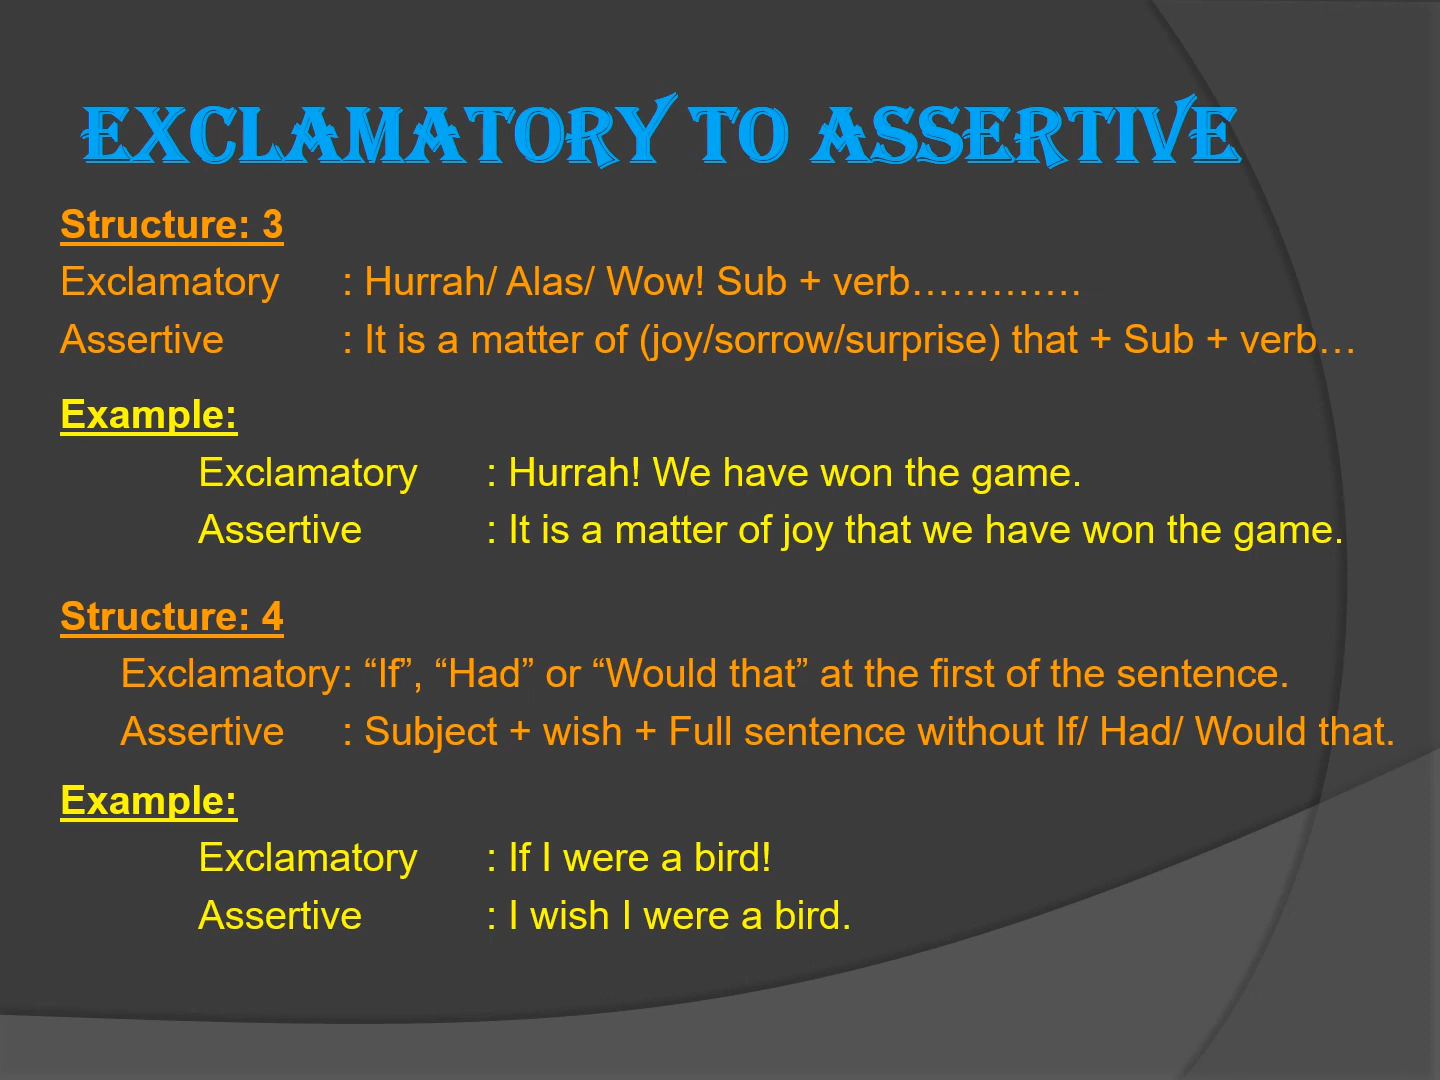 EXCLAMATORY TO ASSERTIVE
Structure: 3
Exclamatory : Hurrah/ Alas/ Wow! Sub + verb………….
Assertive : It is a matter of (joy/sorrow/surprise) that + Sub + verb…
Example:
Exclamatory : Hurrah! We have won the game.
Assertive : It is a matter of joy that we have won the game.
Structure: 4
Exclamatory: “If”, “Had” or “Would that” at the first of the sentence.
Assertive : Subject + wish + Full sentence without If/ Had/ Would that.
Example:
Exclamatory : If I were a bird!
Assertive : I wish I were a bird.